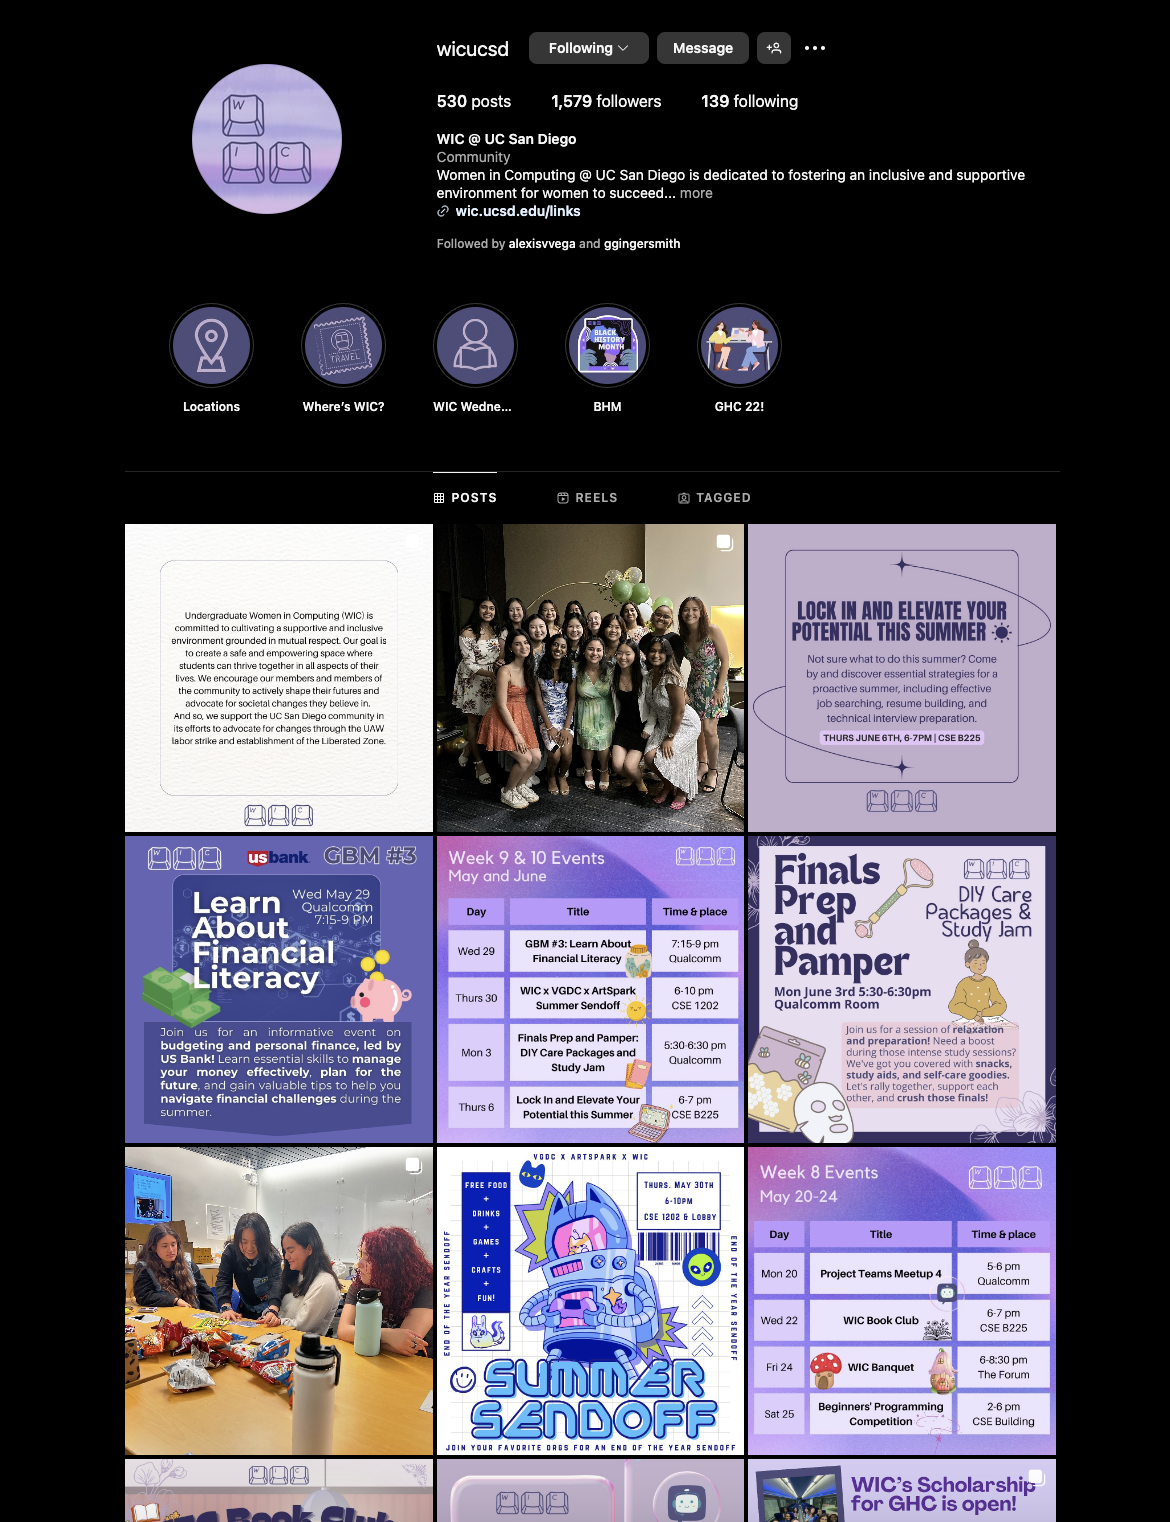 wicucsd
Following
Message
530 posts
1,579 followers
139 following
WIC @ UC San Diego
Community
Women in Computing @ UC San Diego is dedicated to fostering an inclusive and supportive
environment for women to succeed... more
wic.ucsd.edu/links
Followed by alexisvvega and ggingersmith
W
I C
TRAVEL
BLACK
HISTORY
MONTH
Locations
Where's WIC?
WIC Wedne...
BHM
GHC 22!
POSTS
REELS
TAGGED
Undergraduate Women in Computing (WIC) is
committed to cultivating a supportive and inclusive
environment grounded in mutual respect. Our goal is
to create a safe and empowering space where
students can thrive together in all aspects of their
lives. We encourage our members and members of
the community to actively shape their futures and
advocate for societal changes they believe in.
And so, we support the UC San Diego community in
its efforts to advocate for changes through the UAW
labor strike and establishment of the Liberated Zone.
W I C
LOCK IN AND ELEVATE YOUR
POTENTIAL THIS SUMMER
Not sure what to do this summer? Come
by and discover essential strategies for a
proactive summer, including effective
job searching, resume building, and
technical interview preparation.
THURS JUNE 6TH, 6-7PM | CSE B225
W I C
W I C
usbank
GBM #3
Learn
About
Financial
Literacy
Wed May 29
Qualcomm
7:15-9 PM
Join us for an informative event on
budgeting and personal finance, led by
US Bank! Learn essential skills to manage
your money effectively, plan for the
future, and gain valuable tips to help you
navigate financial challenges during the
summer.
Week 9 & 10 Events
May and June
W I C
Day
Title
Time & place
Wed 29
GBM #3: Learn About
Financial Literacy
7:15-9 pm
Qualcomm
Thurs 30
WIC x VGDC x ArtSpark
Summer Sendoff
6-10 pm
CSE 1202
Mon 3
Finals Prep and Pamper:
DIY Care Packages and
Study Jam
5:30-6:30 pm
Qualcomm
Thurs 6
Lock In and Elevate Your
Potential this Summer
6-7 pm
CSE B225
Finals
Prep
and
Pamper
W I C
DIY Care
Packages &
Study Jam
Mon June 3rd 5:30-6:30pm
Qualcomm Room
Join us for a session of relaxation
and preparation! Need a boost
during those intense study sessions?
We've got you covered with snacks,
study aids, and self-care goodies.
Let's rally together, support each
other, and crush those finals!
VGDC X ARTSPARK X WIC
FREE FOOD
+
DRINKS
+
GAMES
+
CRAFTS
+
FUN!
THURS. MAY 30TH
6-10PM
CSE 1202 & LOBBY
END OF THE YEAR SENDOFF
END OF THE YEAR SENDOFF
SUMMER
SENDOFF
JOIN YOUR FAVORITE ORGS FOR AN END OF THE YEAR SENDOFF
Week 8 Events
May 20-24
W I C
Day
Title
Time & place
Mon 20
Project Teams Meetup 4
5-6 pm
Qualcomm
Wed 22
WIC Book Club
6-7 pm
CSE B225
Fri 24
WIC Banquet
6-8:30 pm
The Forum
Sat 25
Beginners' Programming
Competition
2-6 pm
CSE Building
W I C
Book Club
W I C
WIC's Scholarship
for GHC is open!